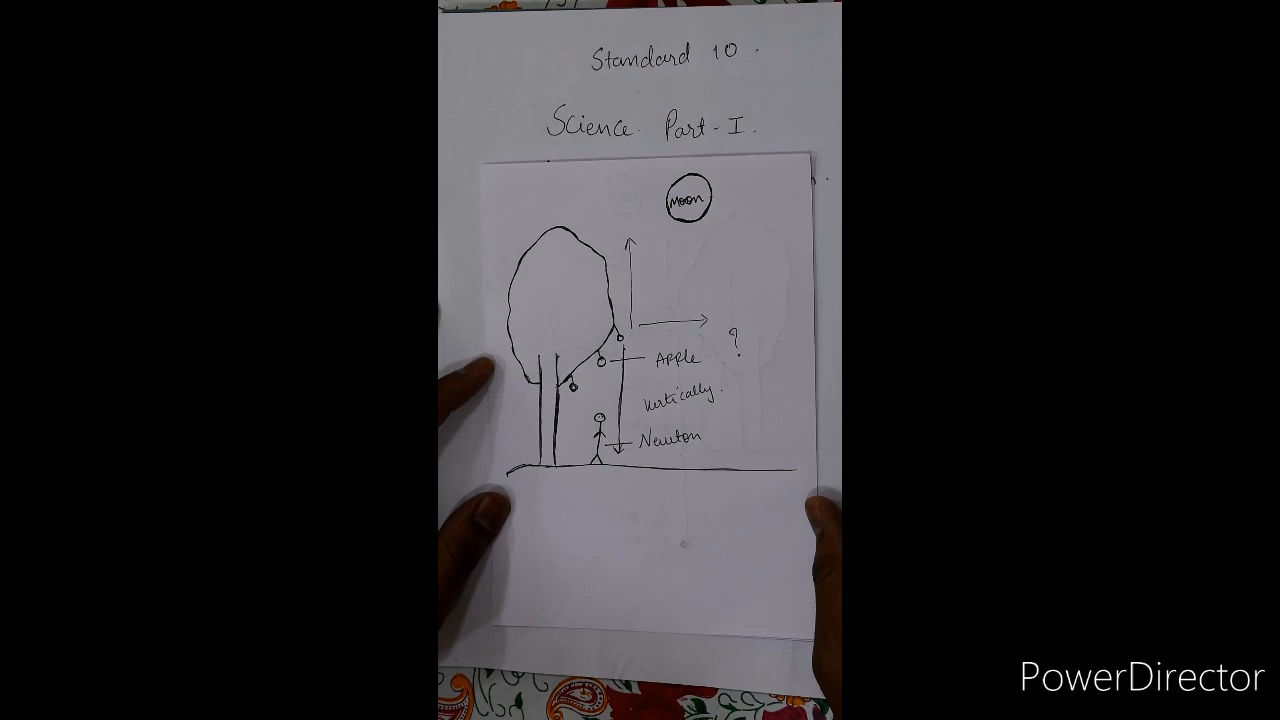 Standard 10.
Science. Part-I.
Moon
?
Apple
Vertically.
Newton
PowerDirector